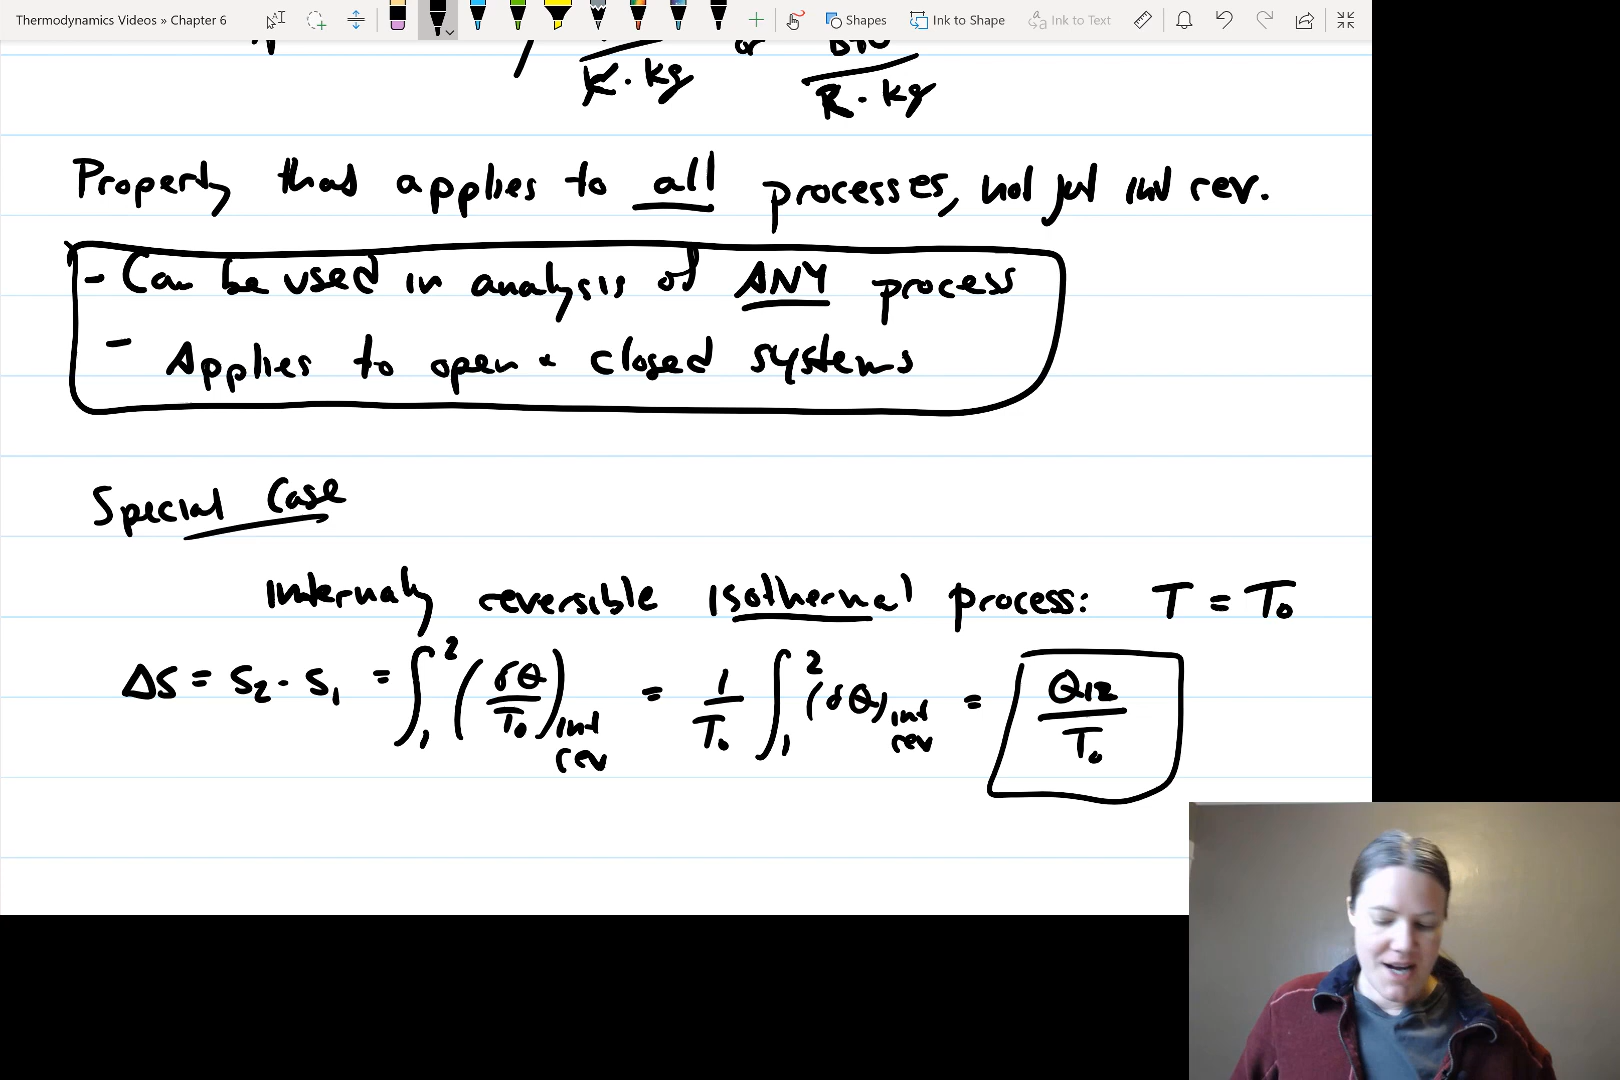 Thermodynamics Videos » Chapter 6
Shapes
Ink to Shape
Ink to Text
K · kg or R · kg
Property that applies to all processes, not just int rev.
- Can be used in analysis of ANY process
- Applies to open + closed systems
Special Case
Internally reversible isothermal process: T = T₀
ΔS = S₂ - S₁ = ∫₁² (δQ/T₀) int rev = 1/T₀ ∫₁² (δQ) int rev = Q₁₂/T₀